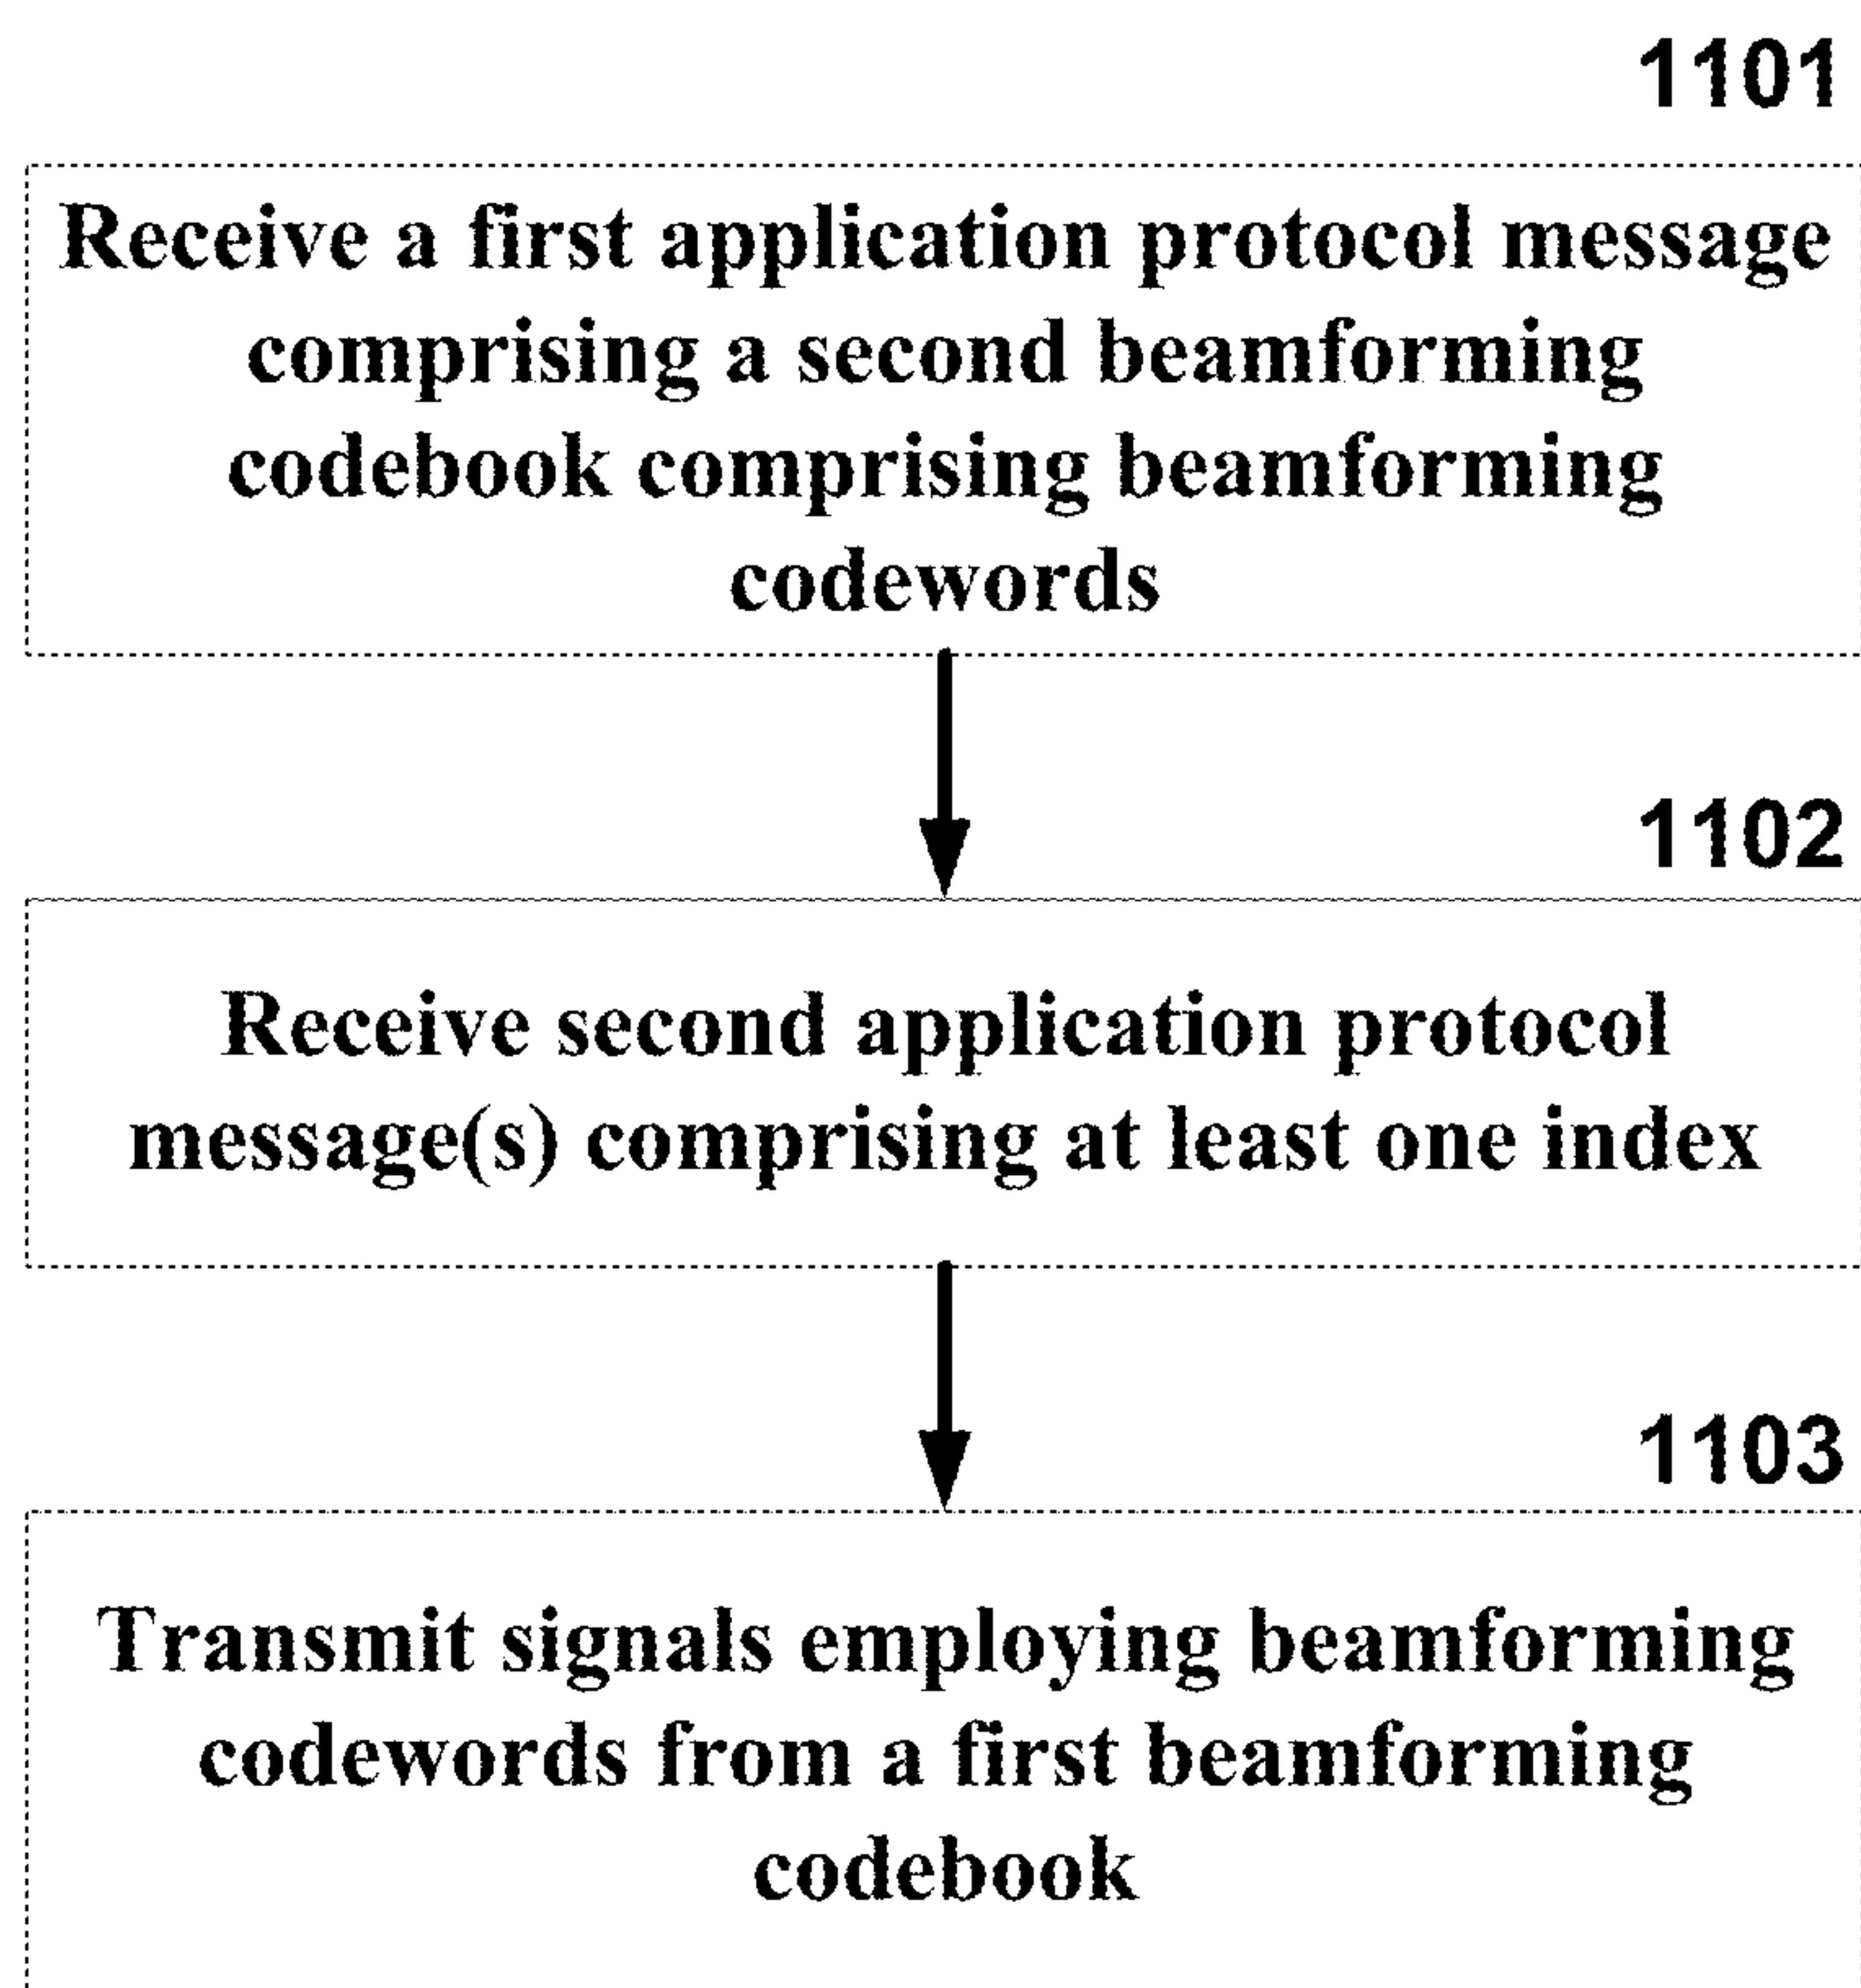 1101
Receive a first application protocol message
comprising a second beamforming
codebook comprising beamforming
codewords
1102
Receive second application protocol
message(s) comprising at least one index
1103
Transmit signals employing beamforming
codewords from a first beamforming
codebook